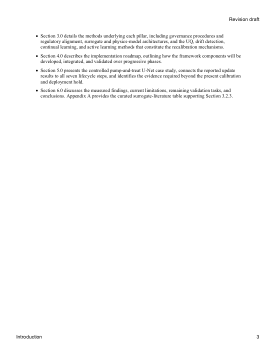 Revision draft
• Section 3.0 details the methods underlying each pillar, including governance procedures and
regulatory alignment, surrogate and physics-model architectures, and the UQ, drift detection,
continual learning, and active learning methods that constitute the recalibration mechanisms.
• Section 4.0 describes the implementation roadmap, outlining how the framework components will be
developed, integrated, and validated over progressive phases.
• Section 5.0 presents the controlled pump-and-treat U-Net case study, connects the reported update
results to all seven lifecycle steps, and identifies the evidence required beyond the present calibration
and deployment hold.
• Section 6.0 discusses the measured findings, current limitations, remaining validation tasks, and
conclusions. Appendix A provides the curated surrogate-literature table supporting Section 3.2.3.
Introduction
3